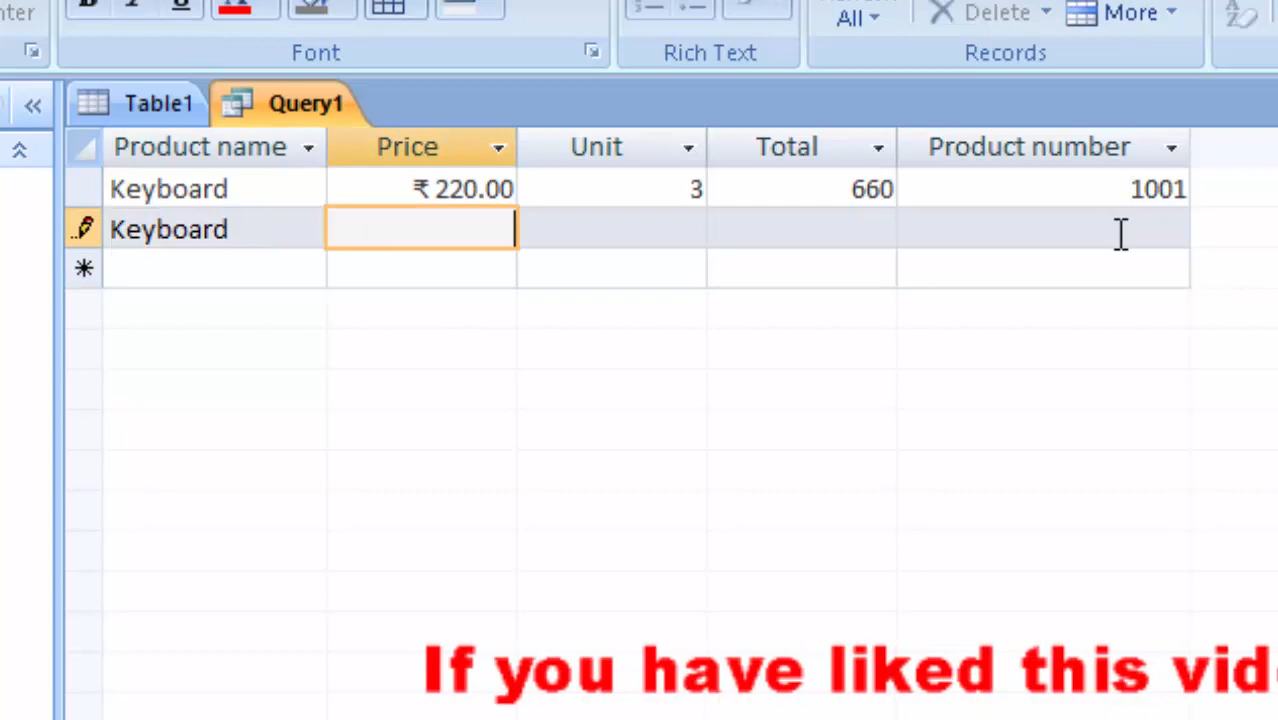 B I U A
All Delete More
Font Rich Text Records
Table1 Query1
Product name Price Unit Total Product number
Keyboard ₹ 220.00 3 660 1001
Keyboard
If you have liked this